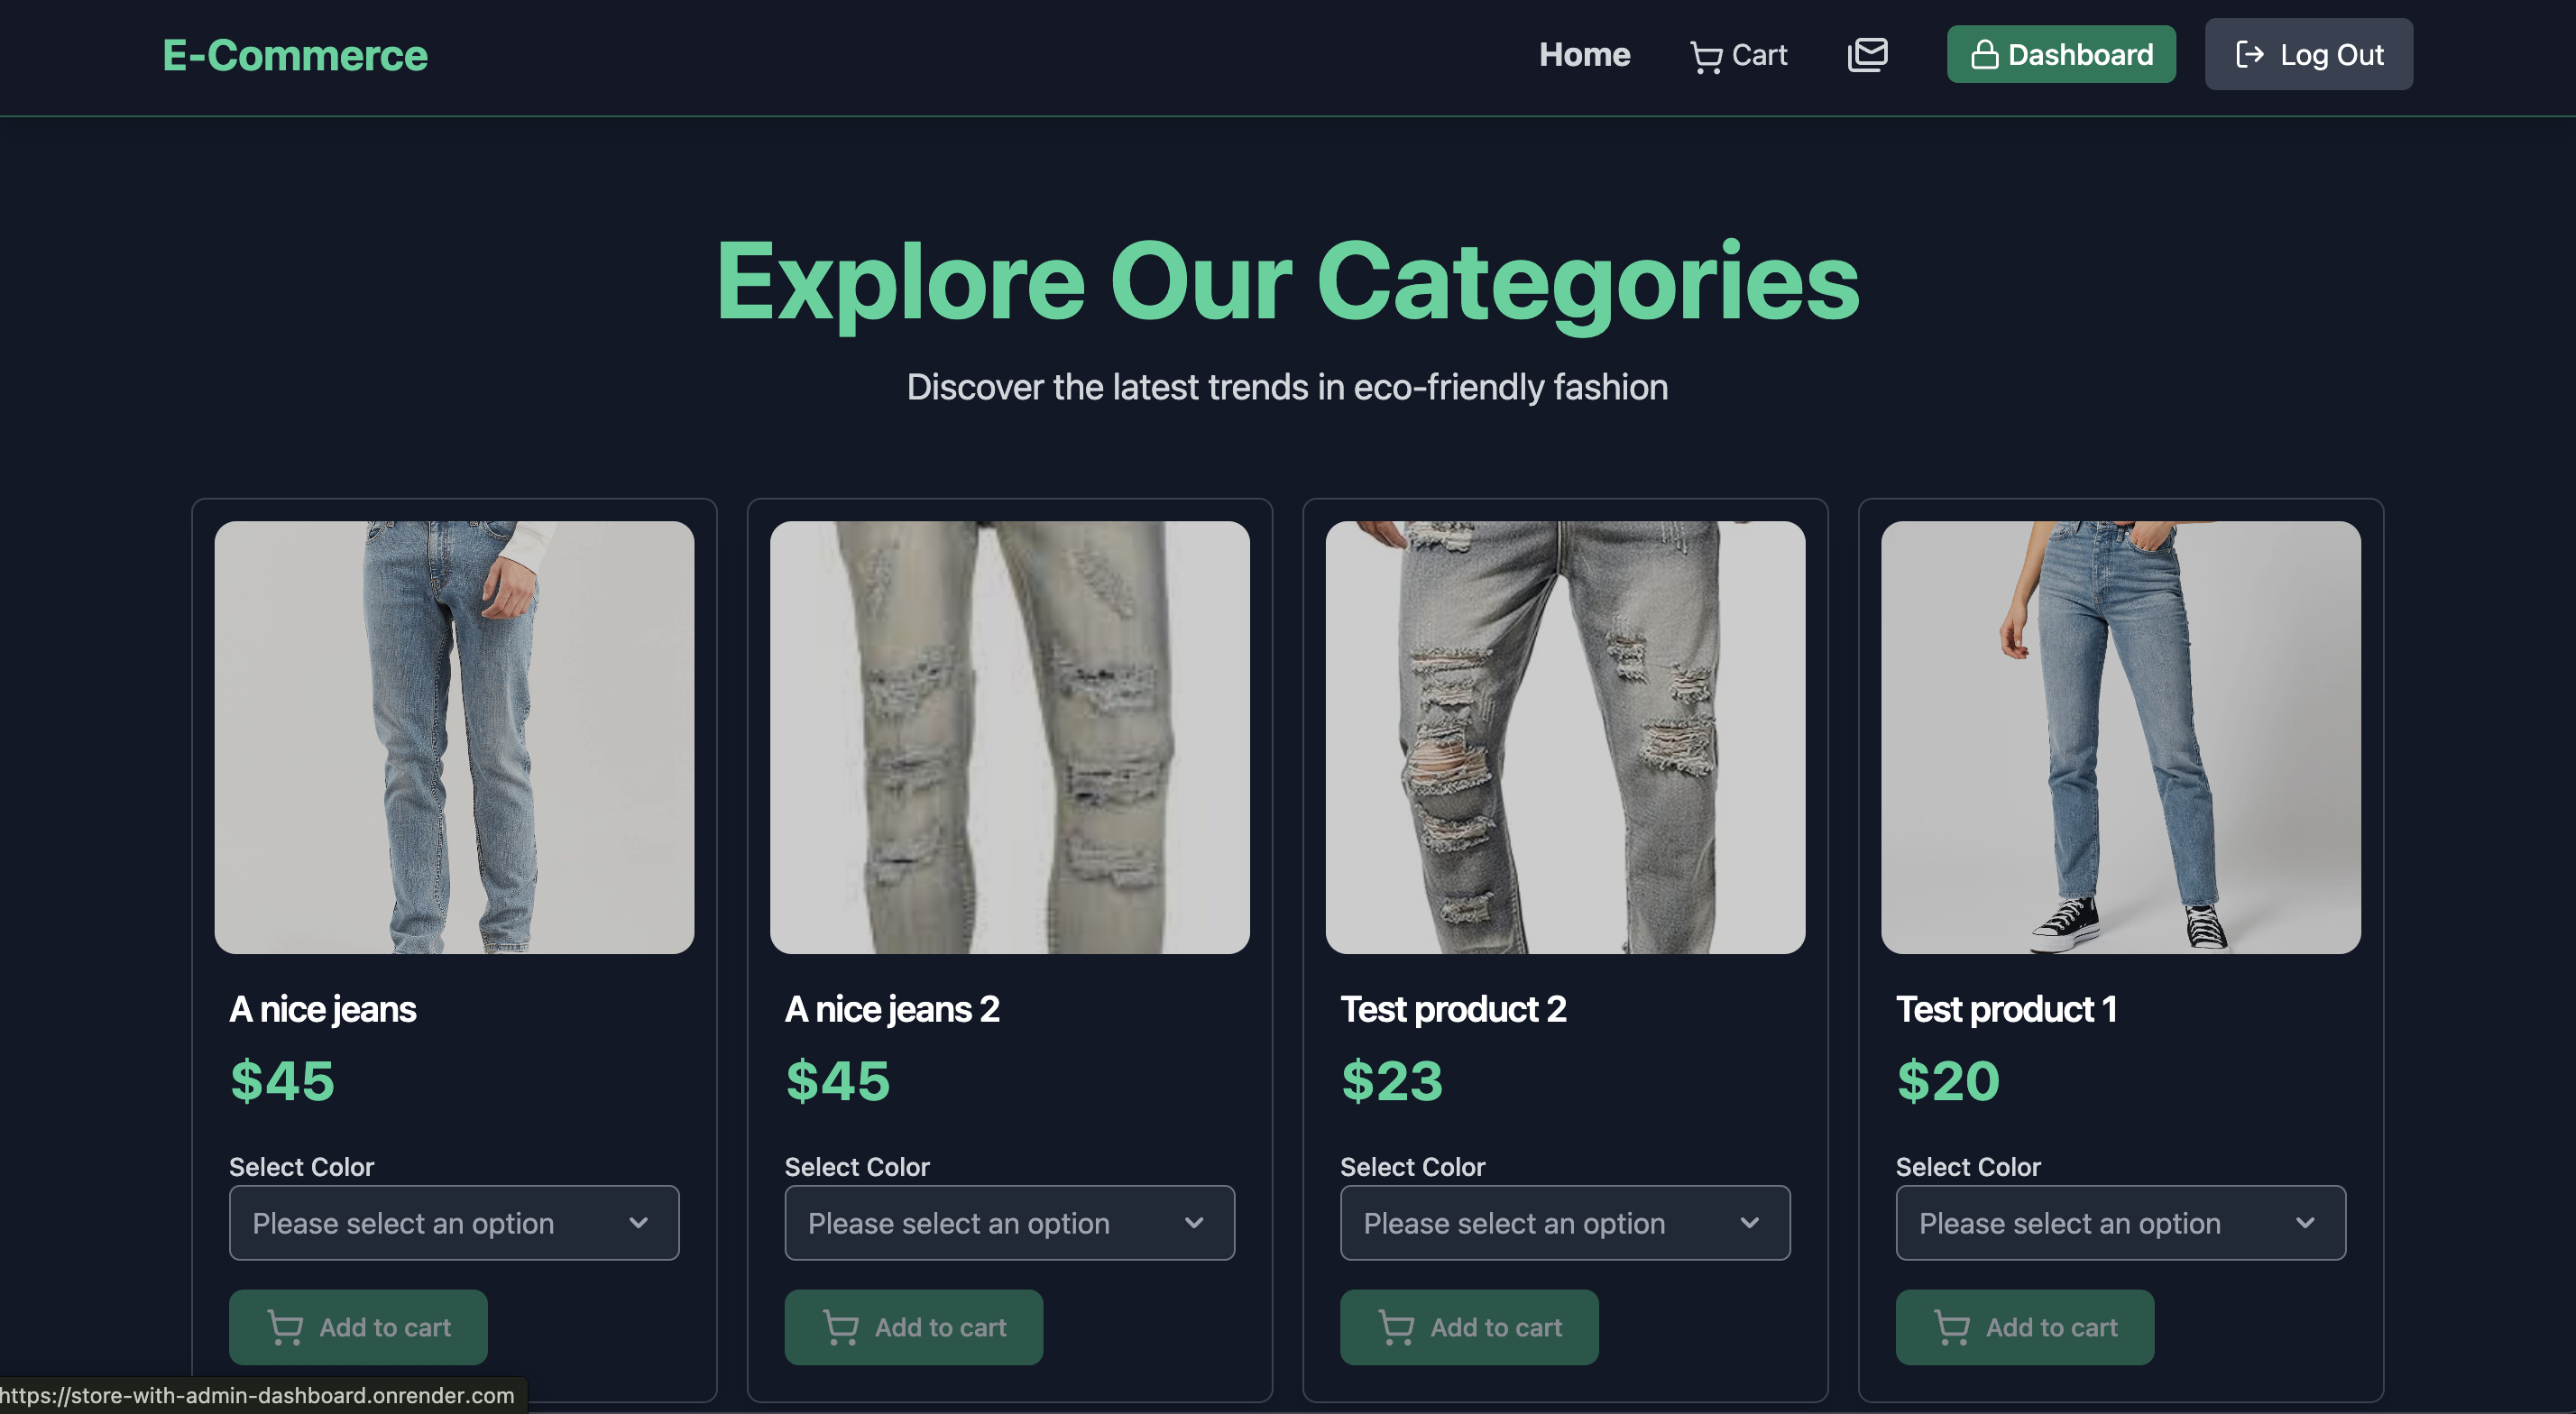 E-Commerce
Home
Cart
Dashboard
Log Out
Explore Our Categories
Discover the latest trends in eco-friendly fashion
A nice jeans
$45
Select Color
Please select an option
Add to cart
A nice jeans 2
$45
Select Color
Please select an option
Add to cart
Test product 2
$23
Select Color
Please select an option
Add to cart
Test product 1
$20
Select Color
Please select an option
Add to cart
https://store-with-admin-dashboard.onrender.com